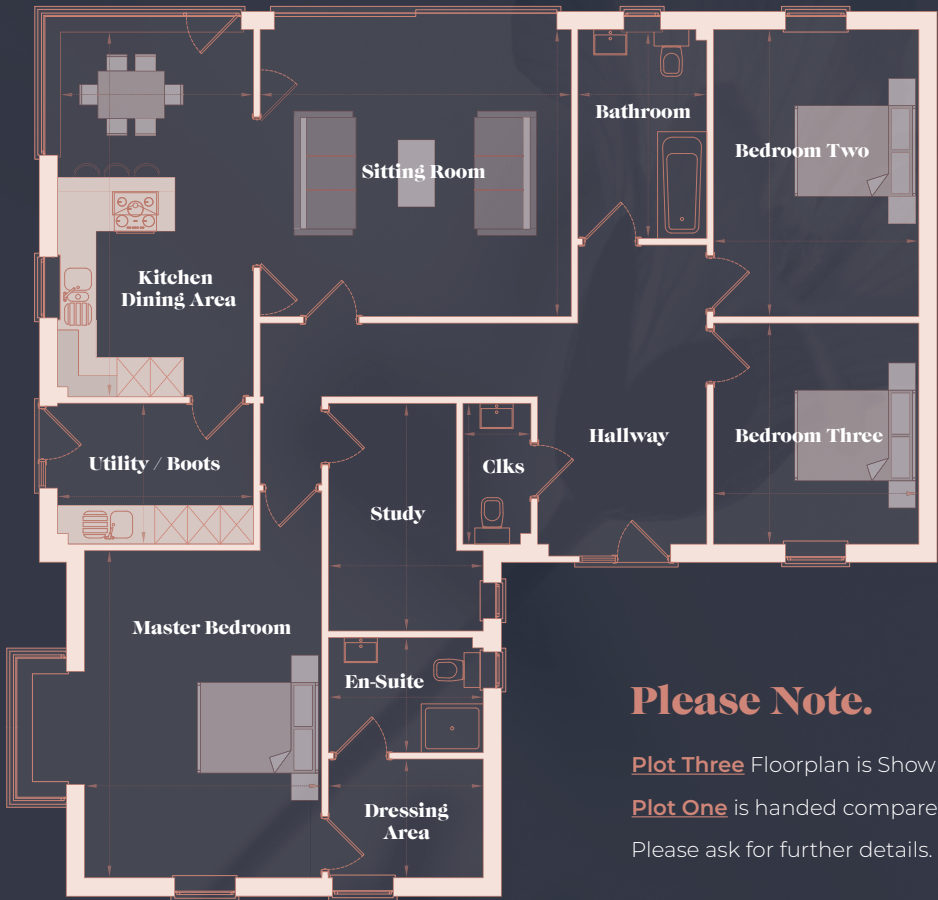 Bathroom
Bedroom Two
Sitting Room
Kitchen
Dining Area
Hallway
Bedroom Three
Utility / Boots
Clks
Study
Master Bedroom
En-Suite
Dressing
Area
Please Note.
Plot Three Floorplan is Show
Plot One is handed compare
Please ask for further details.